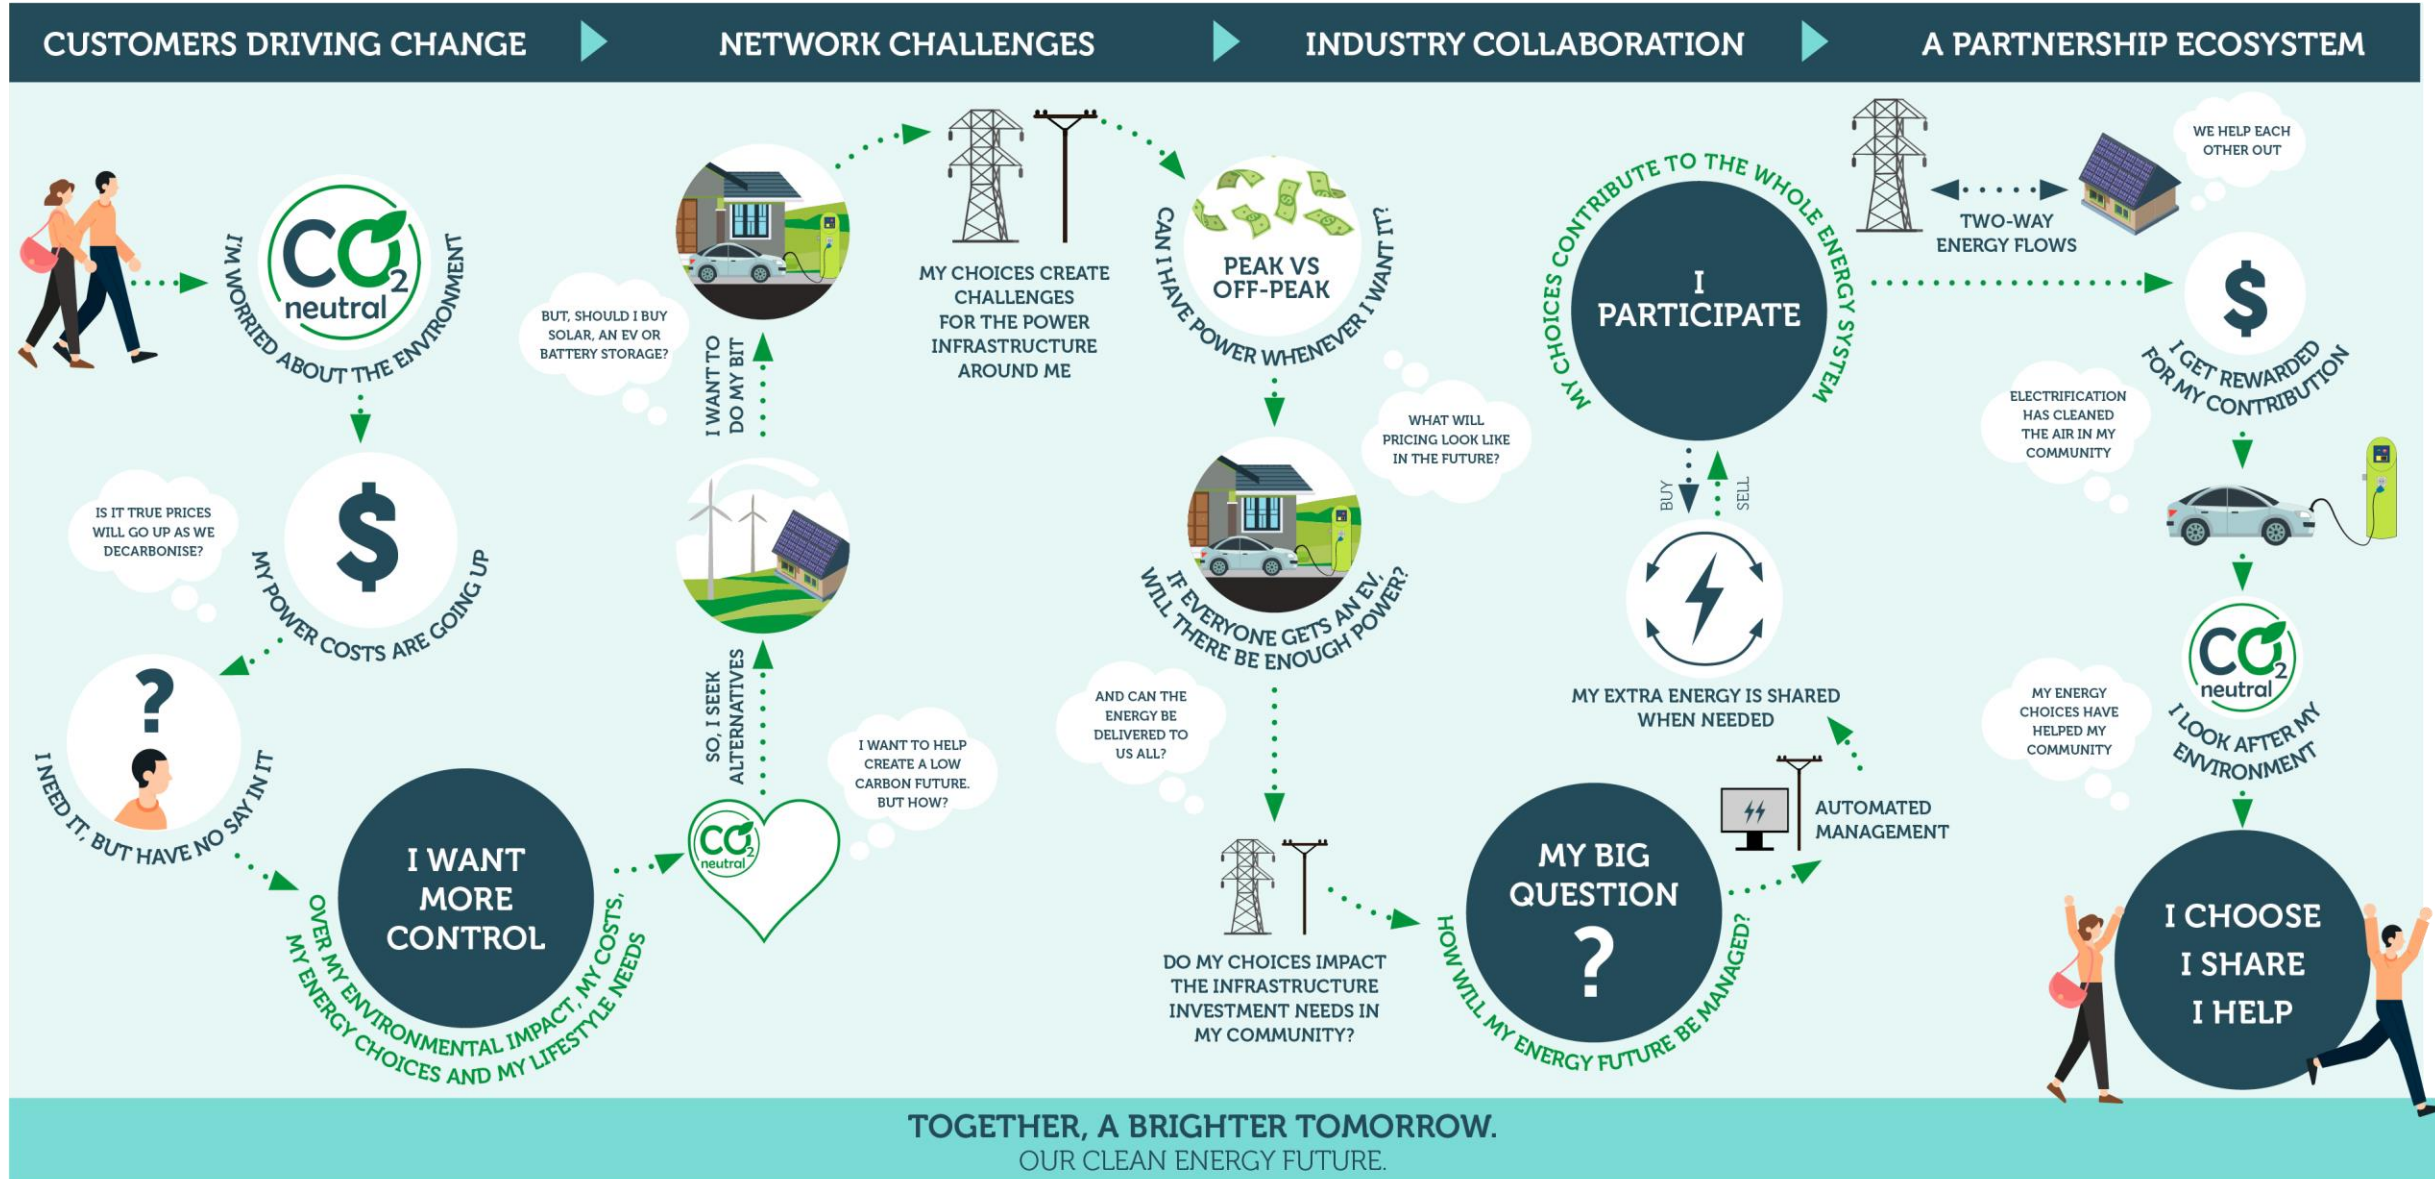 CUSTOMERS DRIVING CHANGE
NETWORK CHALLENGES
INDUSTRY COLLABORATION
A PARTNERSHIP ECOSYSTEM
CO2
neutral
I'M WORRIED ABOUT THE ENVIRONMENT
IS IT TRUE PRICES
WILL GO UP AS WE
DECARBONISE?
$
MY POWER COSTS ARE GOING UP
?
I NEED IT, BUT HAVE NO SAY IN IT
I WANT
MORE
CONTROL
OVER MY ENVIRONMENTAL IMPACT, MY COSTS,
MY ENERGY CHOICES AND MY LIFESTYLE NEEDS
CO2
neutral
I WANT TO HELP
CREATE A LOW
CARBON FUTURE.
BUT HOW?
SO, I SEEK
ALTERNATIVES
BUT, SHOULD I BUY
SOLAR, AN EV OR
BATTERY STORAGE?
I WANT TO
DO MY BIT
MY CHOICES CREATE
CHALLENGES
FOR THE POWER
INFRASTRUCTURE
AROUND ME
PEAK VS
OFF-PEAK
CAN I HAVE POWER WHENEVER I WANT IT?
WHAT WILL
PRICING LOOK LIKE
IN THE FUTURE?
IF EVERYONE GETS AN EV,
WILL THERE BE ENOUGH POWER?
AND CAN THE
ENERGY BE
DELIVERED TO
US ALL?
DO MY CHOICES IMPACT
THE INFRASTRUCTURE
INVESTMENT NEEDS IN
MY COMMUNITY?
MY BIG
QUESTION
?
HOW WILL MY ENERGY FUTURE BE MANAGED?
AUTOMATED
MANAGEMENT
MY EXTRA ENERGY IS SHARED
WHEN NEEDED
BUY
SELL
I
PARTICIPATE
MY CHOICES CONTRIBUTE TO THE WHOLE ENERGY SYSTEM
TWO-WAY
ENERGY FLOWS
WE HELP EACH
OTHER OUT
$
I GET REWARDED
FOR MY CONTRIBUTION
ELECTRIFICATION
HAS CLEANED
THE AIR IN MY
COMMUNITY
CO2
neutral
I LOOK AFTER MY
ENVIRONMENT
MY ENERGY
CHOICES HAVE
HELPED MY
COMMUNITY
I CHOOSE
I SHARE
I HELP
TOGETHER, A BRIGHTER TOMORROW.
OUR CLEAN ENERGY FUTURE.